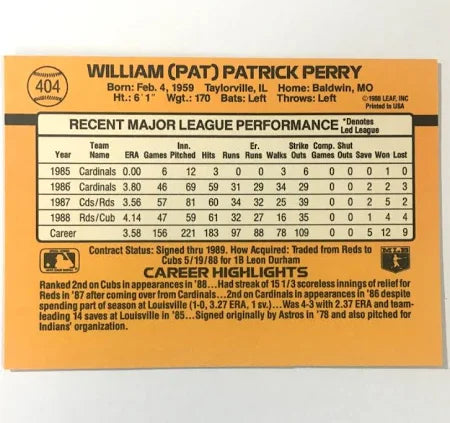 404
WILLIAM (PAT) PATRICK PERRY
Born: Feb. 4, 1959 Taylorville, IL Home: Baldwin, MO
Ht.: 6'1" Wgt.: 170 Bats: Left Throws: Left
©1988 LEAF, INC
Printed in USA
RECENT MAJOR LEAGUE PERFORMANCE *Denotes Led League
Year Team Name ERA Games Inn. Pitched Hits Runs Er. Runs Walks Strike Outs Comp. Games Shut Outs Save Won Lost
1985 Cardinals 0.00 6 12 3 0 0 3 6 0 0 0 1 0
1986 Cardinals 3.80 46 69 59 31 29 34 29 0 0 2 2 3
1987 Cds/Rds 3.56 57 81 60 34 32 25 39 0 0 2 5 2
1988 Rds/Cub 4.14 47 59 61 32 27 16 35 0 0 1 4 4
Career 3.58 156 221 183 97 88 78 109 0 0 5 12 9
Contract Status: Signed thru 1989. How Acquired: Traded from Reds to
Cubs 5/19/88 for 1B Leon Durham
CAREER HIGHLIGHTS
Ranked 2nd on Cubs in appearances in '88...Had streak of 15 1/3 scoreless innings of relief for
Reds in '87 after coming over from Cardinals...2nd on Cardinals in appearances in '86 despite
spending part of season at Louisville (1-0, 3.27 ERA, 1 sv.)...Was 4-3 with 2.37 ERA and team-
leading 14 saves at Louisville in '85...Signed originally by Astros in '78 and also pitched for
Indians' organization.